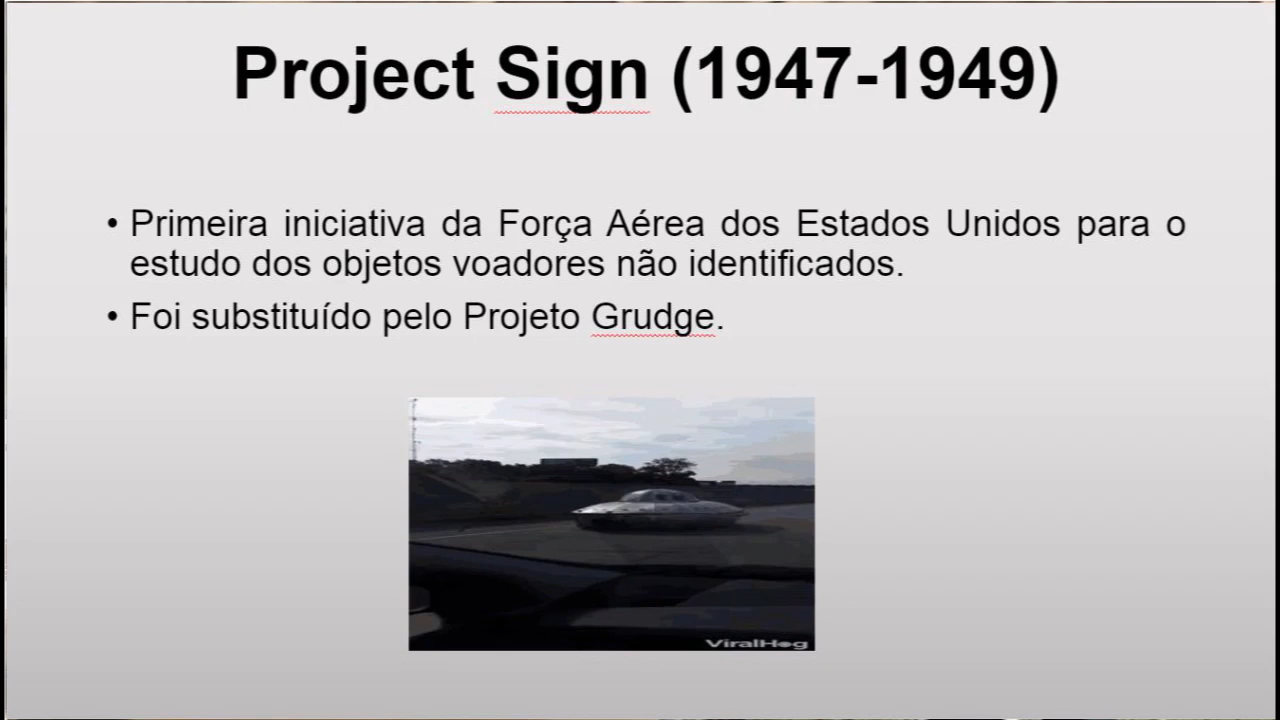 Project Sign (1947-1949)
• Primeira iniciativa da Força Aérea dos Estados Unidos para o
estudo dos objetos voadores não identificados.
• Foi substituído pelo Projeto Grudge.
ViralHog